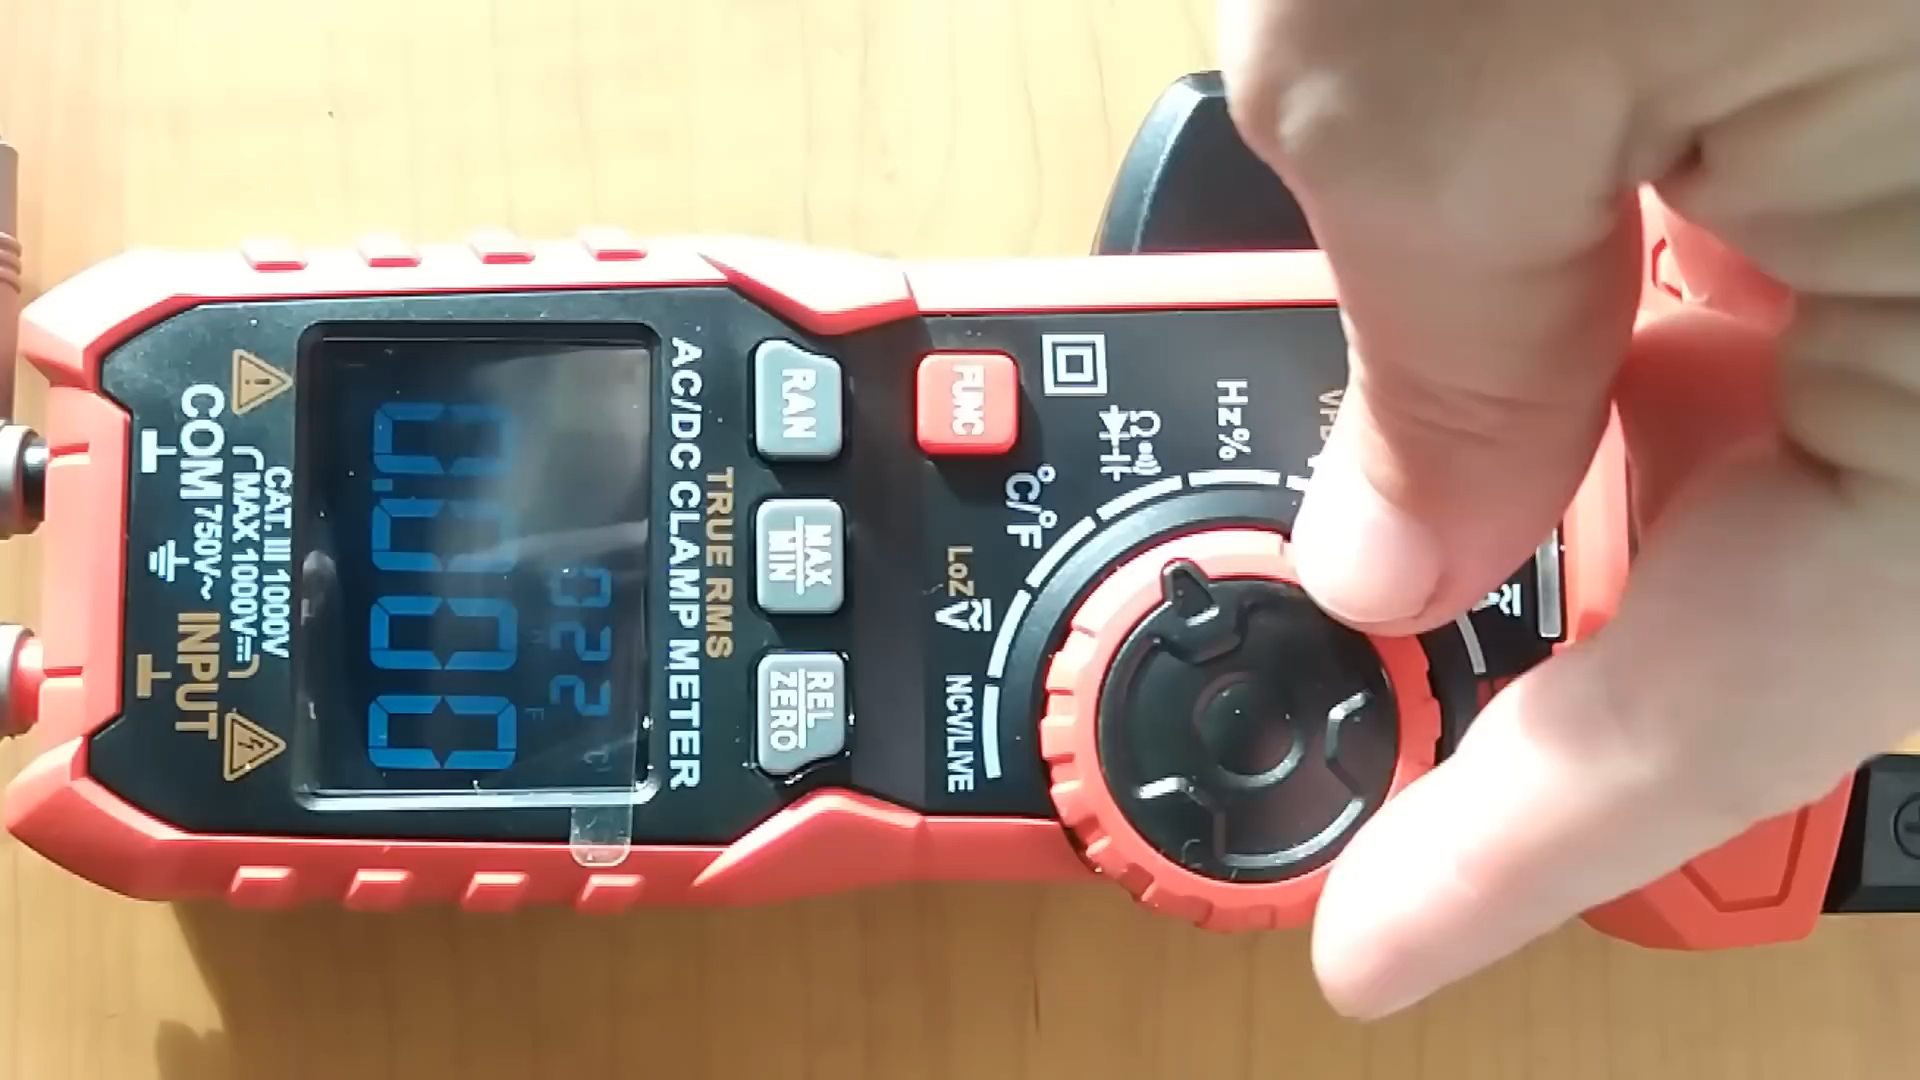 CAT. III 1000V
MAX 1000V⎓
COM 750V~ INPUT
0.000
022
°C
AC/DC CLAMP METER
TRUE RMS
RAN
MAX
MIN
REL
ZERO
FUNC
Hz%
Ω
°C/°F
LoZ
V
NCV/LIVE